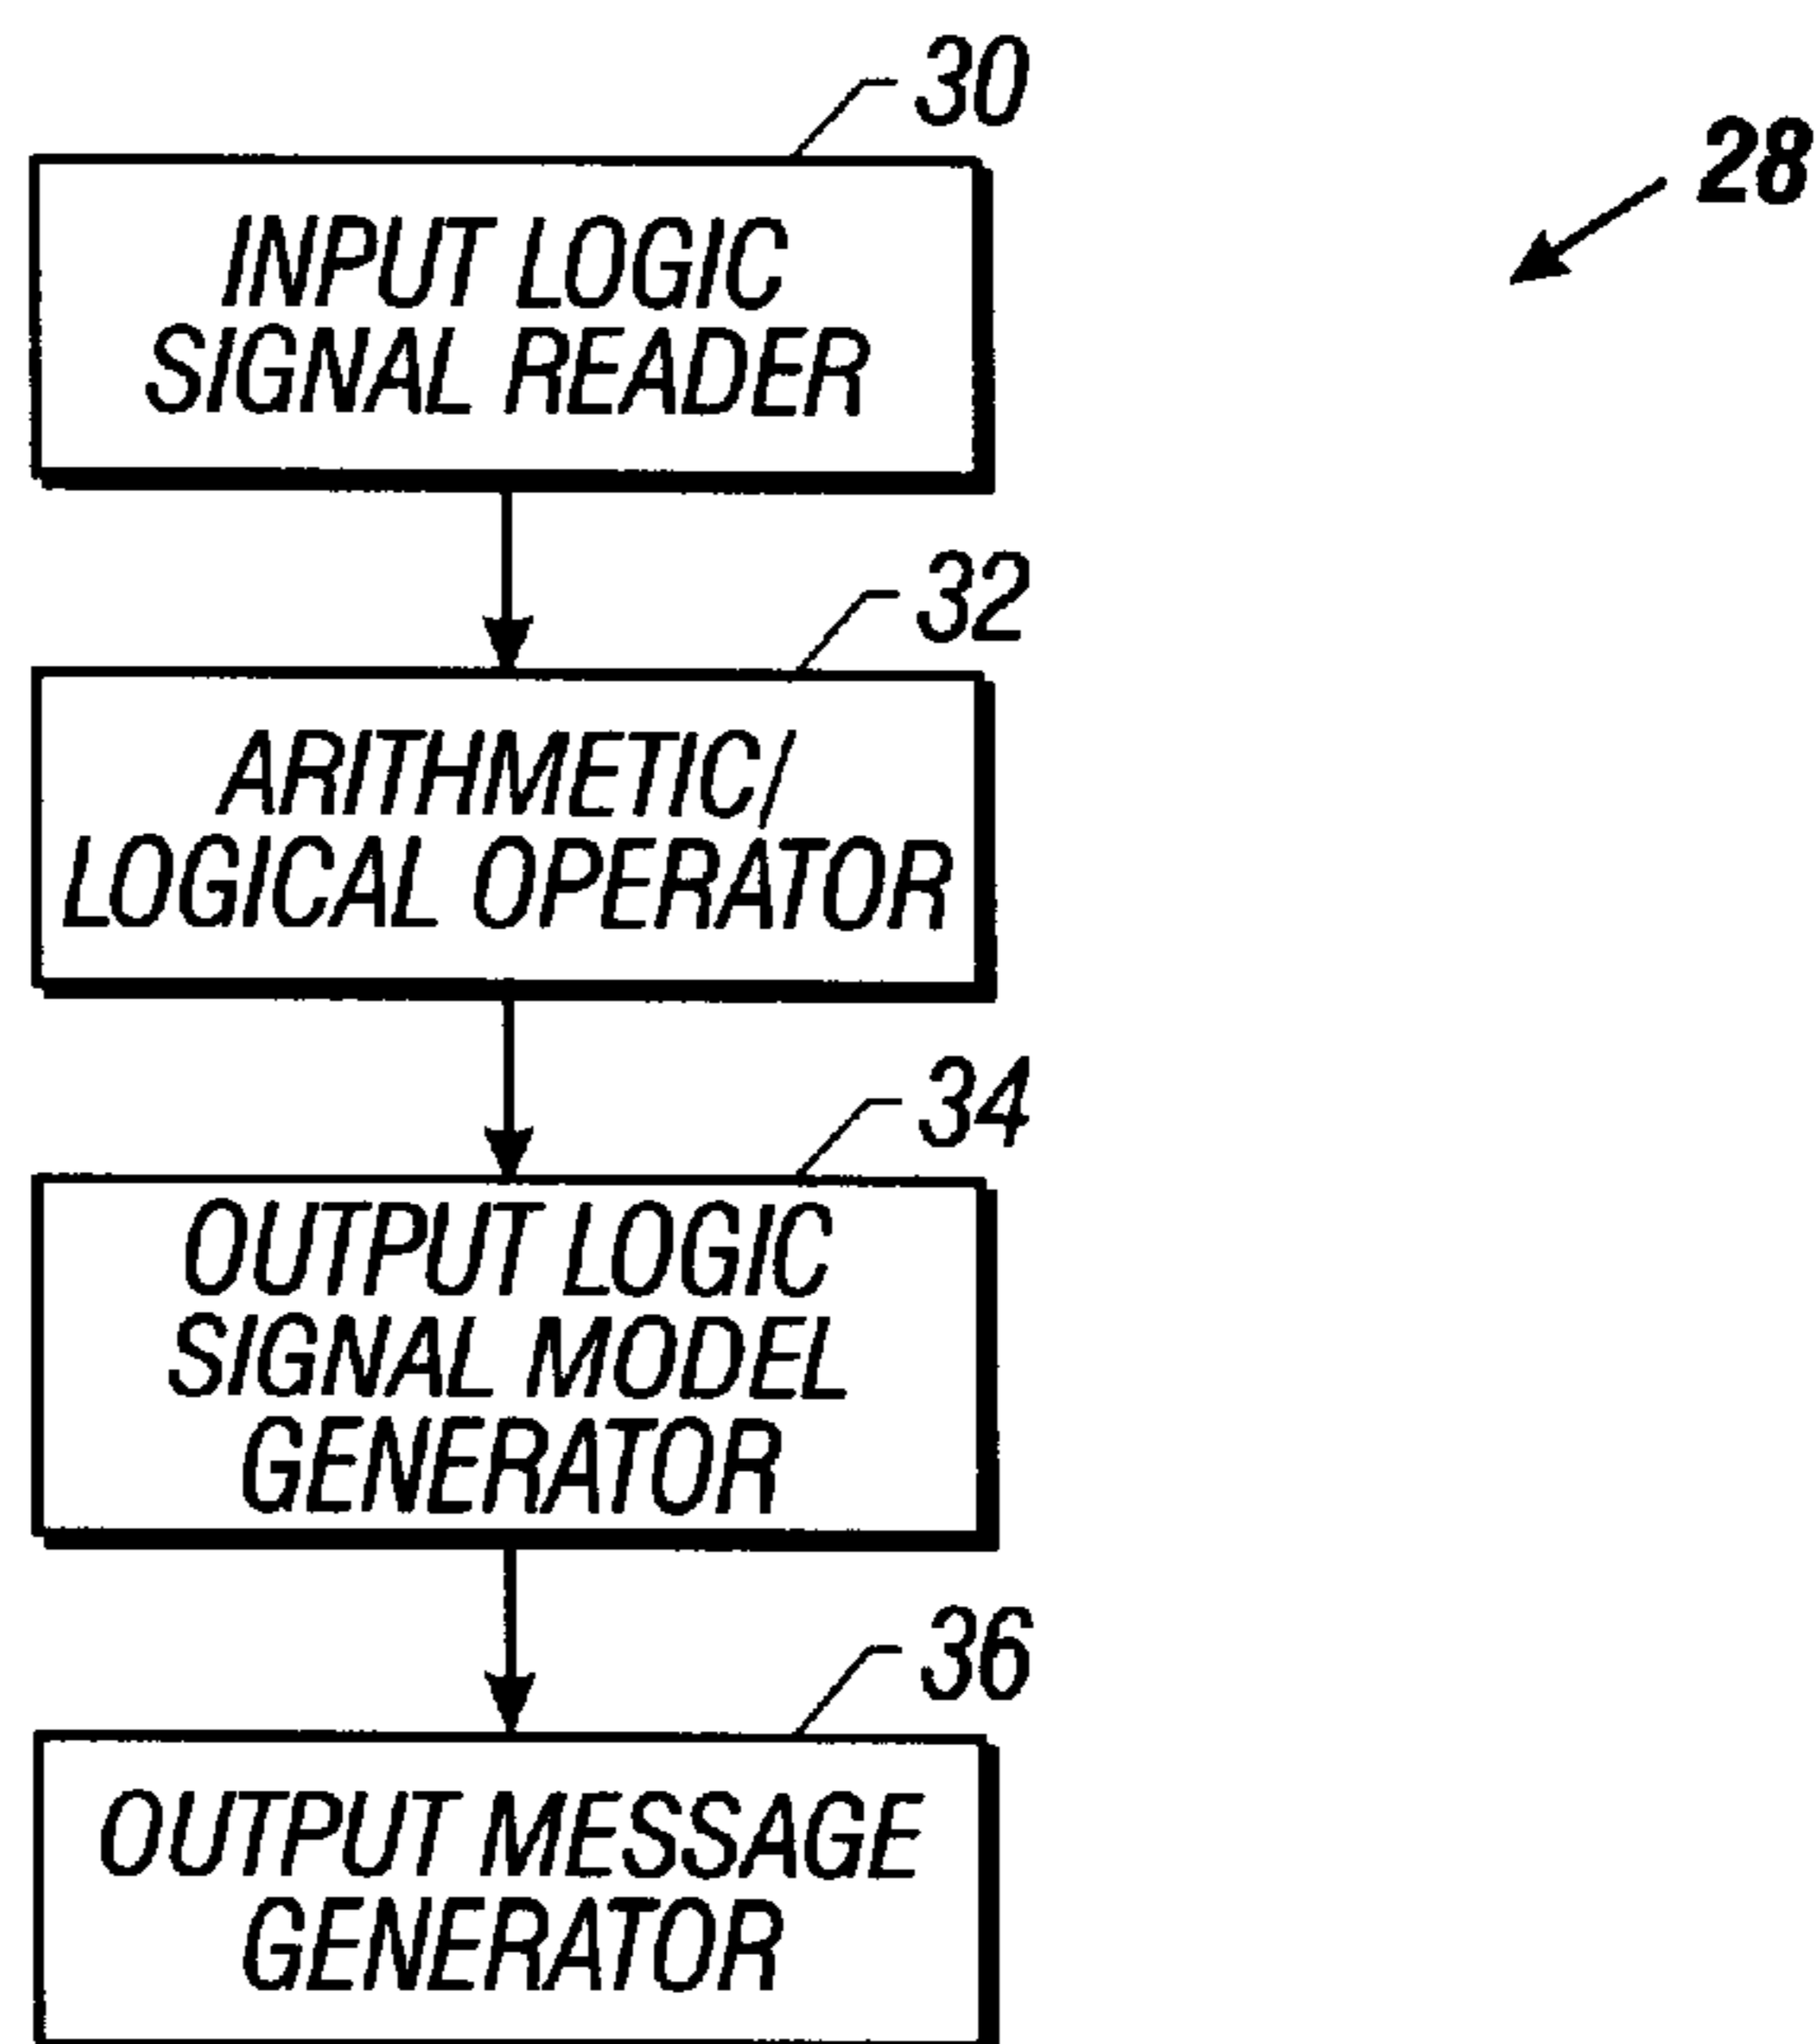 30
28
INPUT LOGIC
SIGNAL READER
32
ARITHMETIC/
LOGICAL OPERATOR
34
OUTPUT LOGIC
SIGNAL MODEL
GENERATOR
36
OUTPUT MESSAGE
GENERATOR